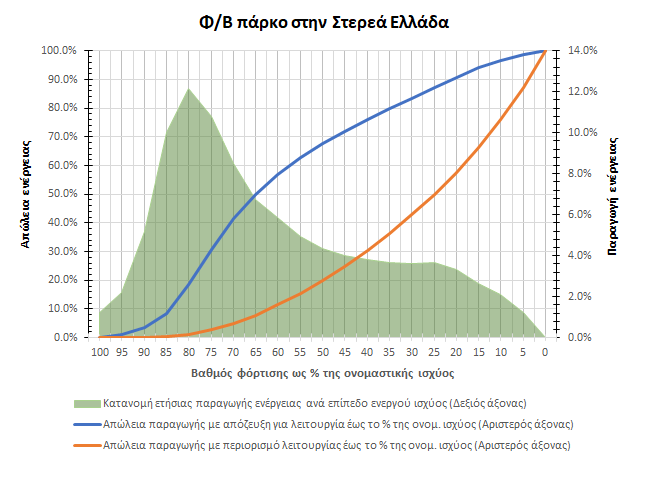 Φ/Β πάρκο στην Στερεά Ελλάδα
100.0%
90.0%
80.0%
70.0%
60.0%
50.0%
40.0%
30.0%
20.0%
10.0%
0.0%
Απώλεια ενέργειας
14.0%
12.0%
10.0%
8.0%
6.0%
4.0%
2.0%
0.0%
Παραγωγή ενέργειας
100 95 90 85 80 75 70 65 60 55 50 45 40 35 30 25 20 15 10 5 0
Βαθμός φόρτισης ως % της ονομαστικής ισχύος
Κατανομή ετήσιας παραγωγής ενέργειας ανά επίπεδο ενεργού ισχύος (Δεξιός άξονας)
Απώλεια παραγωγής με απόζευξη για λειτουργία έως το % της ονομ. ισχύος (Αριστερός άξονας)
Απώλεια παραγωγής με περιορισμό λειτουργίας έως το % της ονομ. ισχύος (Αριστερός άξονας)